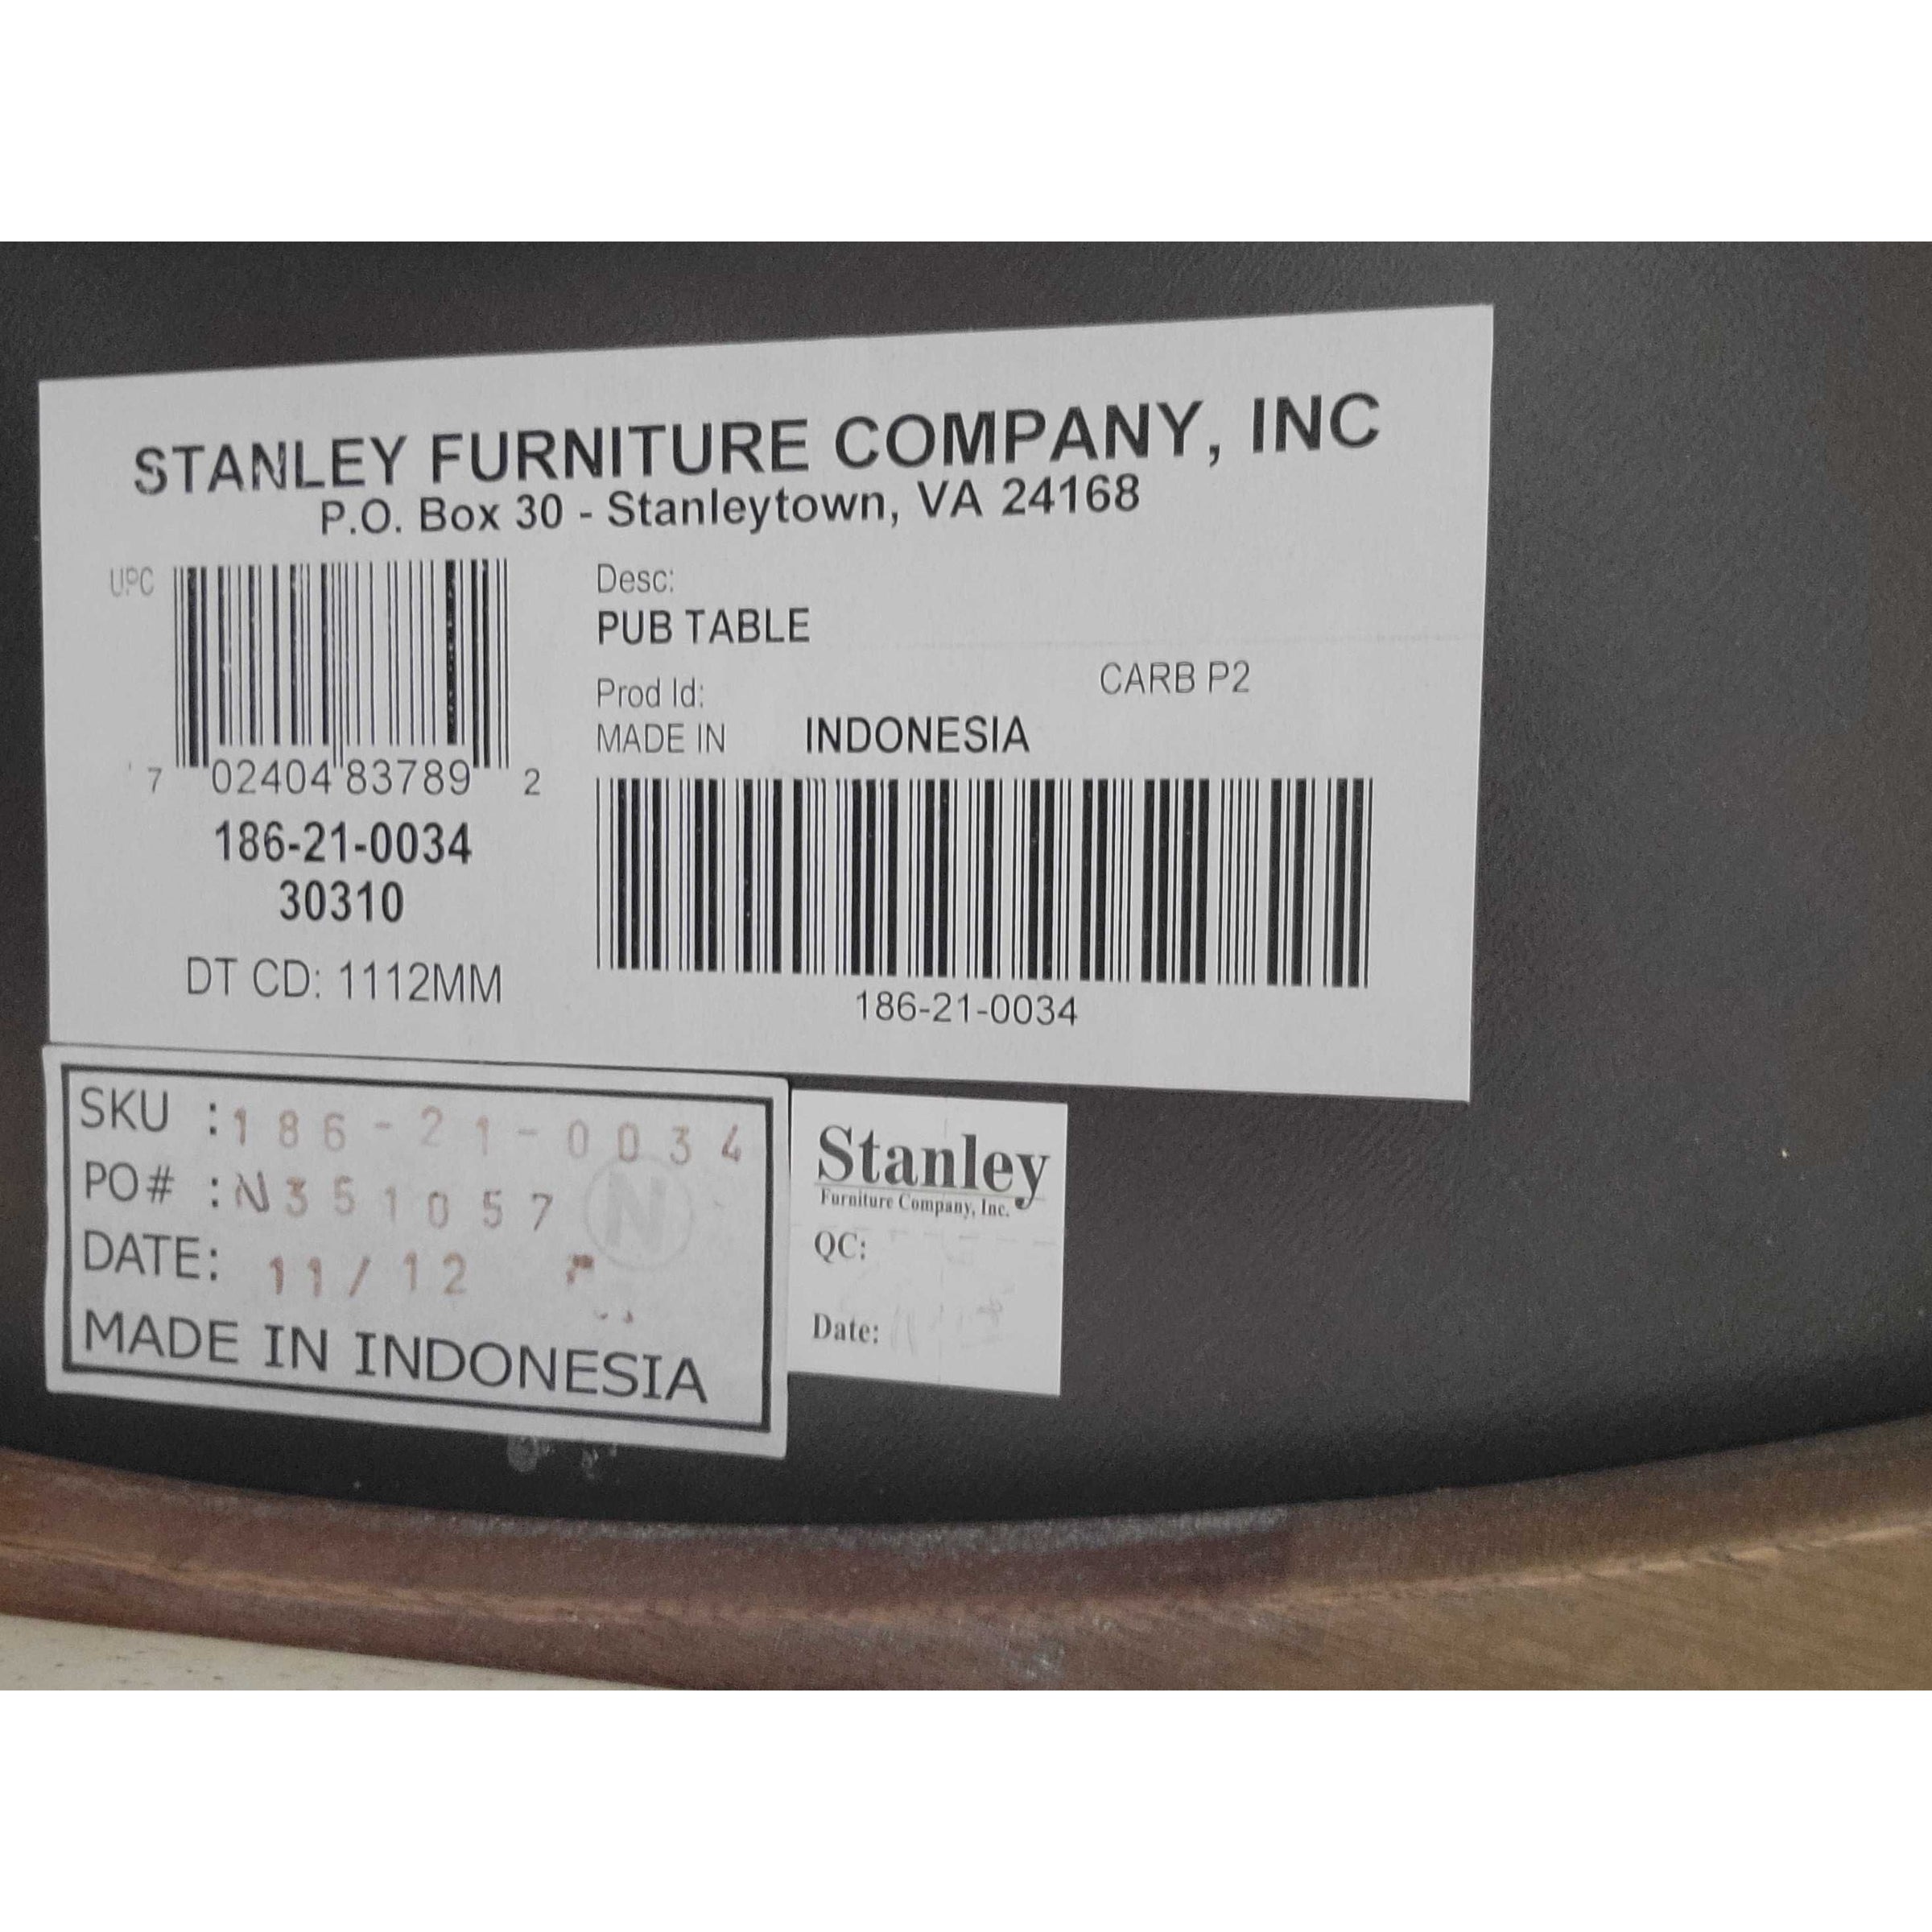 STANLEY FURNITURE COMPANY, INC
P.O. Box 30 - Stanleytown, VA 24168
UPC
7 02404 83789 2
186-21-0034
30310
DT CD: 1112MM
Desc:
PUB TABLE
Prod Id:
CARB P2
MADE IN INDONESIA
186-21-0034
SKU :186-21-0034
PO# :N351057
N
DATE: 11/12
MADE IN INDONESIA
Stanley
Furniture Company, Inc.
QC:
Date: